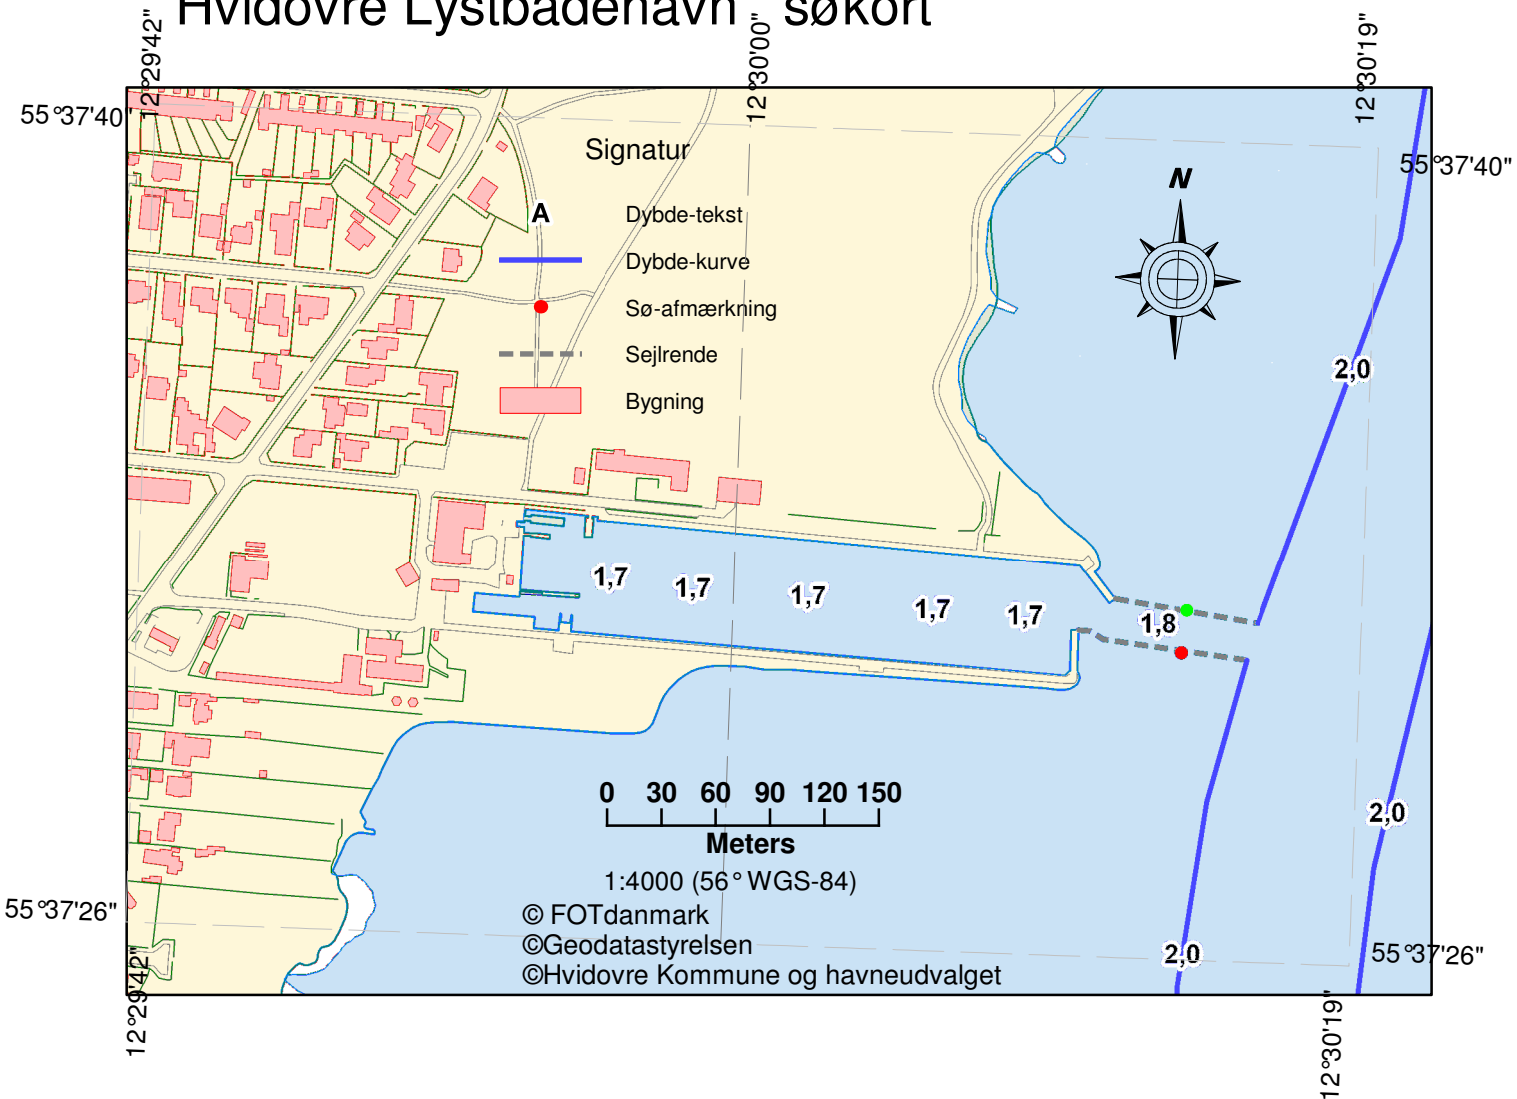 Hvidovre Lystbådehavn søkort
12°29'42"
12°30'00"
12°30'19"
55°37'40"
55°37'40"
N
Signatur
A Dybde-tekst
Dybde-kurve
Sø-afmærkning
Sejlrende
Bygning
2,0
1,7
1,7
1,7
1,7
1,7
1,8
0 30 60 90 120 150
Meters
1:4000 (56° WGS-84)
© FOTdanmark
©Geodatastyrelsen
©Hvidovre Kommune og havneudvalget
2,0
2,0
55°37'26"
55°37'26"
12°29'42"
12°30'19"